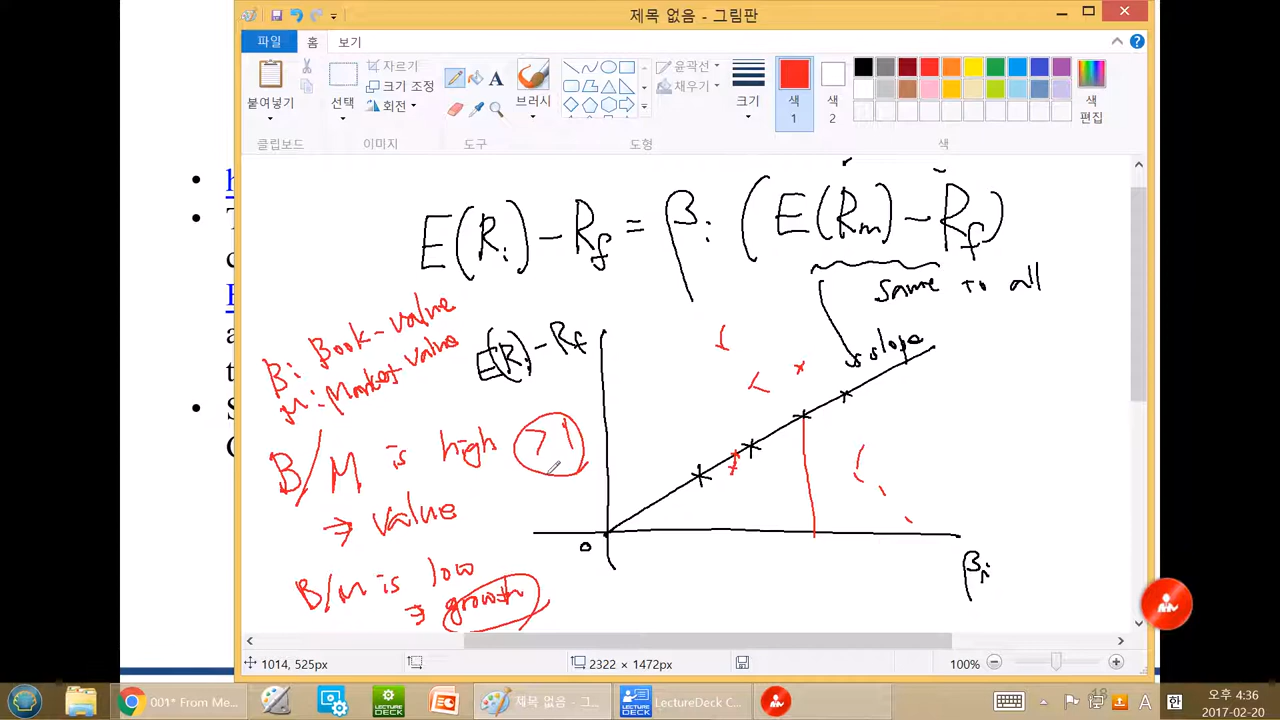 제목 없음 - 그림판
파일 홈 보기
붙여넣기
선택
자르기
크기 조정
회전
A
브러시
윤곽선
채우기
크기
색 1
색 2
색 편집
클립보드
이미지
도구
도형
색
E(Ri) - Rf = βi (E(Rm) - Rf)
same to all
slope
E(Ri) - Rf
0
βi
B: Book-value
M: Market value
B/M is high >1
⇒ value
B/M is low
⇒ growth
1014, 525px
2322 × 1472px
100%
001* From Me...
LECTURE DECK
제목 없음 - 그...
LectureDeck C...
A
한
오후 4:36
2017-02-20